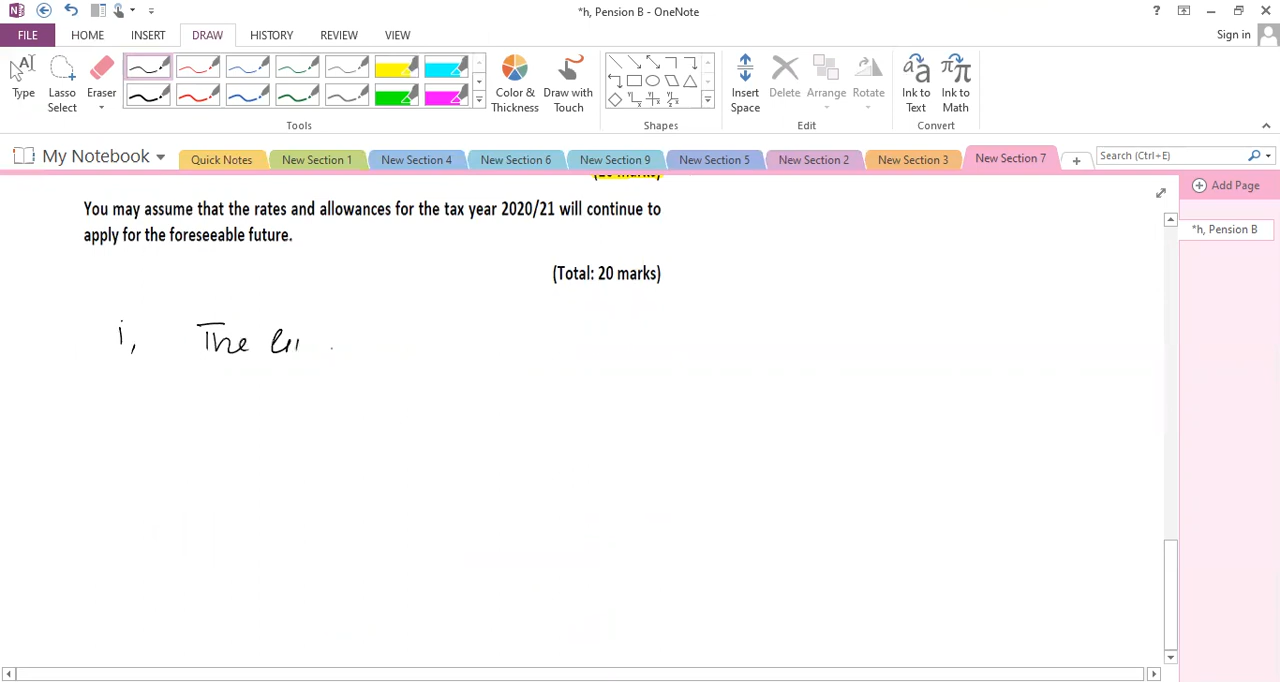 *h, Pension B - OneNote
?
FILE HOME INSERT DRAW HISTORY REVIEW VIEW
Sign in
Type
Lasso Select
Eraser
Color & Thickness
Draw with Touch
Insert Space
Delete
Arrange
Rotate
Ink to Text
Ink to Math
Tools
Shapes
Edit
Convert
My Notebook Quick Notes New Section 1 New Section 4 New Section 6 New Section 9 New Section 5 New Section 2 New Section 3 New Section 7 Search (Ctrl+E)
Add Page
*h, Pension B
You may assume that the rates and allowances for the tax year 2020/21 will continue to
apply for the foreseeable future.
(Total: 20 marks)
i, The